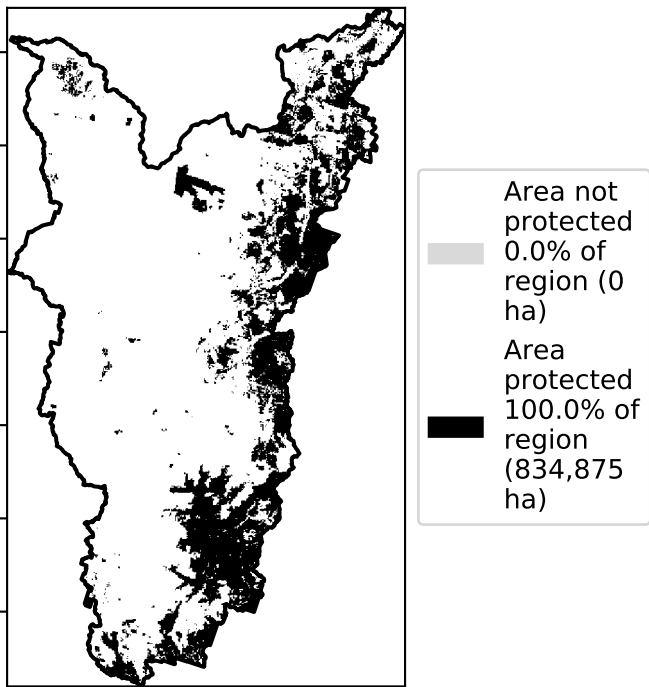 Area not
protected
0.0% of
region (0
ha)
Area
protected
100.0% of
region
(834,875
ha)